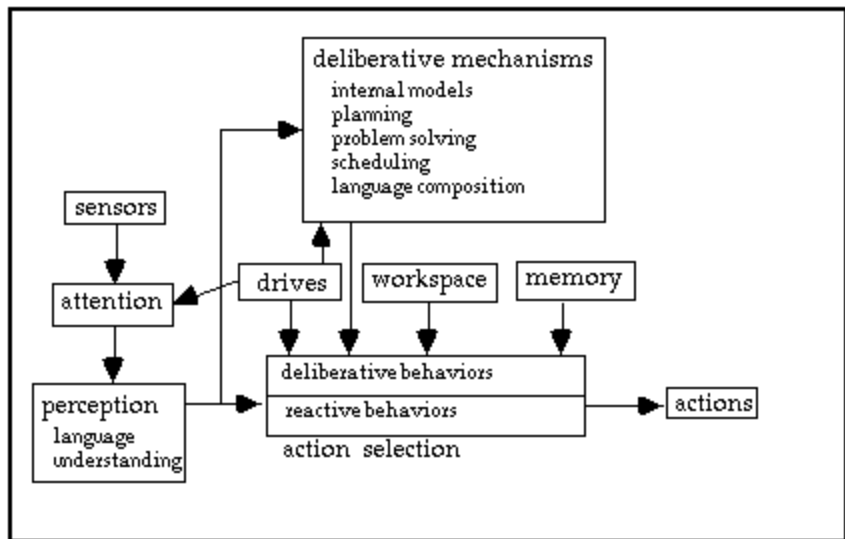 deliberative mechanisms
internal models
planning
problem solving
scheduling
language composition
sensors
attention
drives
workspace
memory
perception
language
understanding
deliberative behaviors
reactive behaviors
action selection
actions